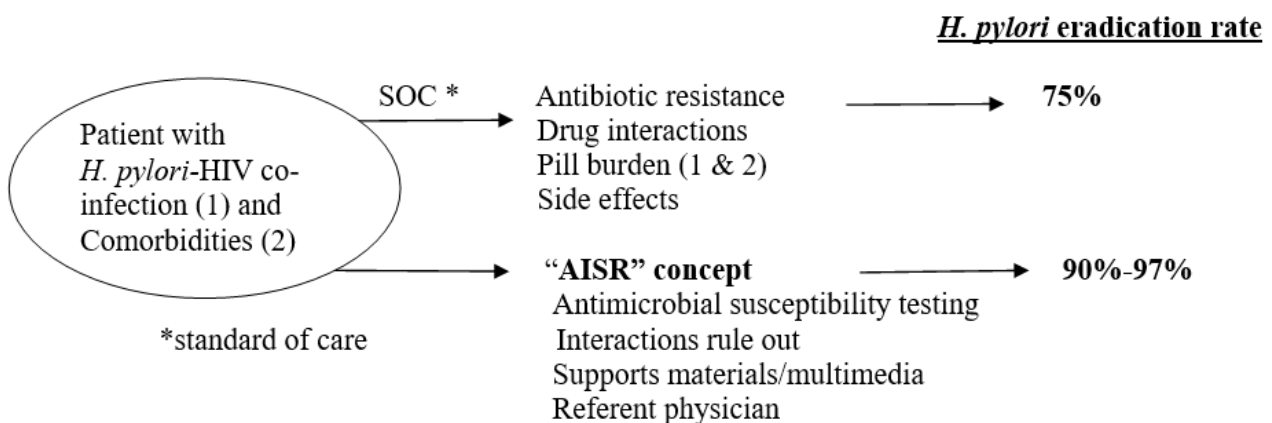 H. pylori eradication rate
Patient with
H. pylori-HIV co-
infection (1) and
Comorbidities (2)
SOC *
Antibiotic resistance
Drug interactions
Pill burden (1 & 2)
Side effects
75%
“AISR” concept
Antimicrobial susceptibility testing
Interactions rule out
Supports materials/multimedia
Referent physician
90%-97%
*standard of care